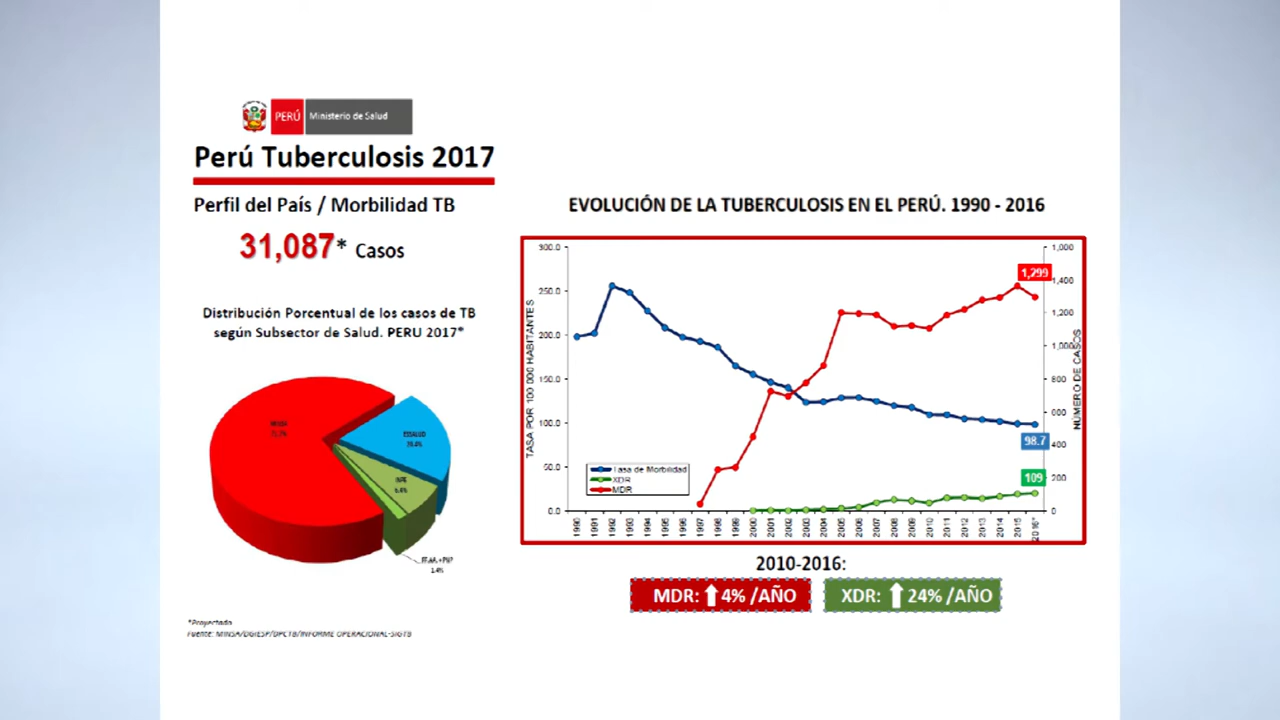 PERÚ Ministerio de Salud
Perú Tuberculosis 2017
Perfil del País / Morbilidad TB
31,087* Casos
Distribución Porcentual de los casos de TB
según Subsector de Salud. PERU 2017*
MINSA
ESSALUD
INPE
FF.AA.+PNP
1.4%
*Proyectado
Fuente: MINSA/DGIESP/DPCTB/INFORME OPERACIONAL-SIGTB
EVOLUCIÓN DE LA TUBERCULOSIS EN EL PERÚ. 1990 - 2016
TASA POR 100 000 HABITANTES
300.0
250.0
200.0
150.0
100.0
50.0
0.0
1,299
98.7
109
Tasa de Morbilidad
XDR
MDR
1,400
1,200
800
600
400
200
0
NÚMERO DE CASOS
1990 1991 1992 1993 1994 1995 1996 1997 1998 1999 2000 2001 2002 2003 2004 2005 2006 2007 2008 2009 2010 2011 2012 2013 2014 2015 2016*
2010-2016:
MDR: 4% /AÑO
XDR: 24% /AÑO